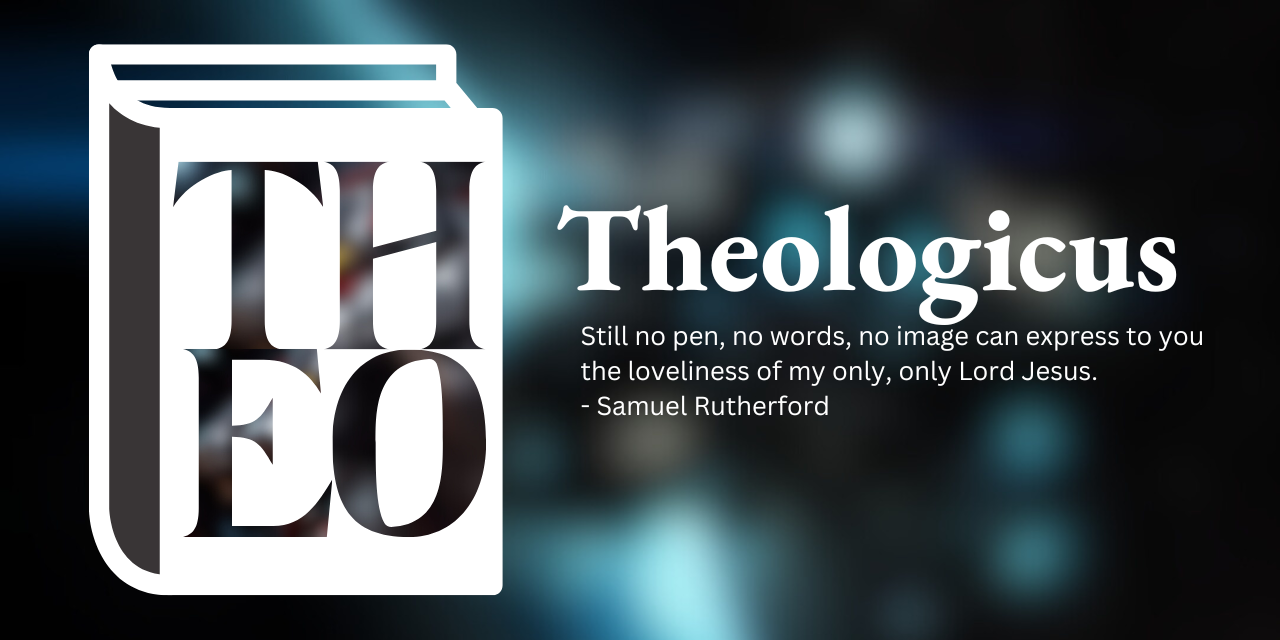 TH
EO
Theologicus
Still no pen, no words, no image can express to you
the loveliness of my only, only Lord Jesus.
- Samuel Rutherford